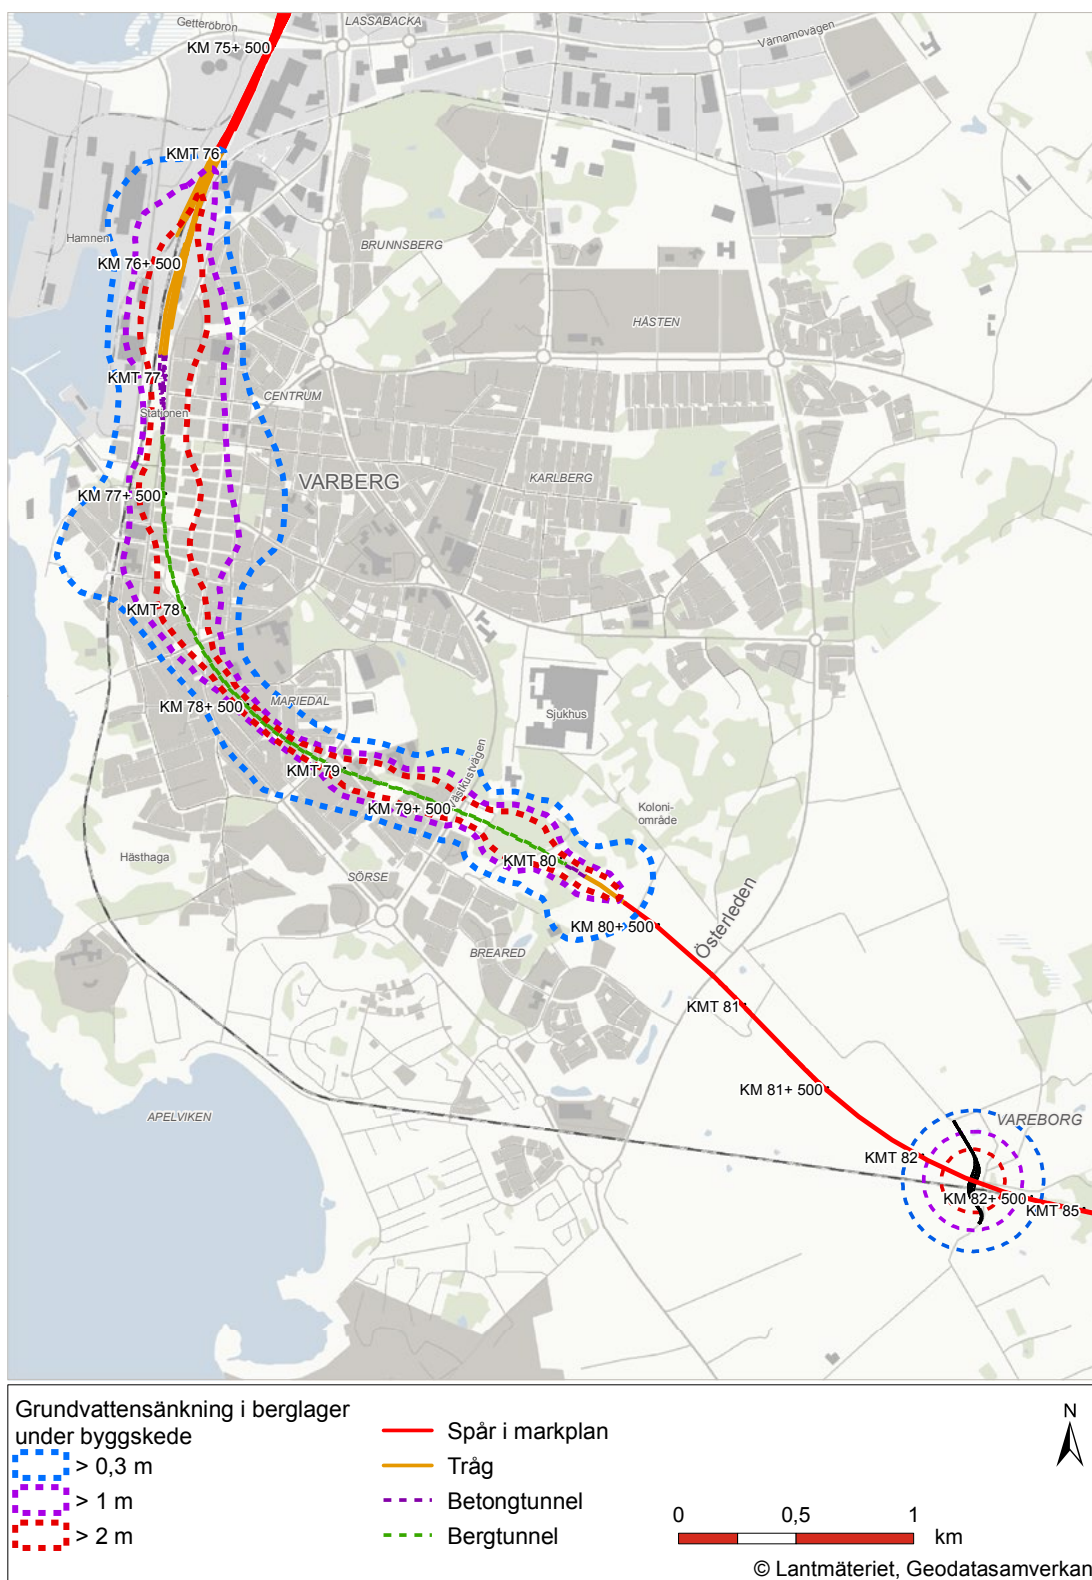 Getteröbron
LASSABACKA
Värnamovägen
KM 75+ 500
KMT 76
Hamnen
BRUNNSBERG
KM 76+ 500
HÅSTEN
KMT 77
CENTRUM
Stationen
VARBERG
KARLBERG
KM 77+ 500
KMT 78
MARIEDAL
KM 78+ 500
Sjukhus
KMT 79
Västkustvägen
KM 79+ 500
Koloni-
område
Hästhaga
KMT 80
SÖRSE
Österleden
KM 80+ 500
BREARED
KMT 81
KM 81+ 500
APELVIKEN
VAREBORG
KMT 82
KM 82+ 500
KMT 85
Grundvattensänkning i berglager
under byggskede
> 0,3 m
> 1 m
> 2 m
Spår i markplan
Tråg
Betongtunnel
Bergtunnel
N
0 0,5 1
km
© Lantmäteriet, Geodatasamverkan